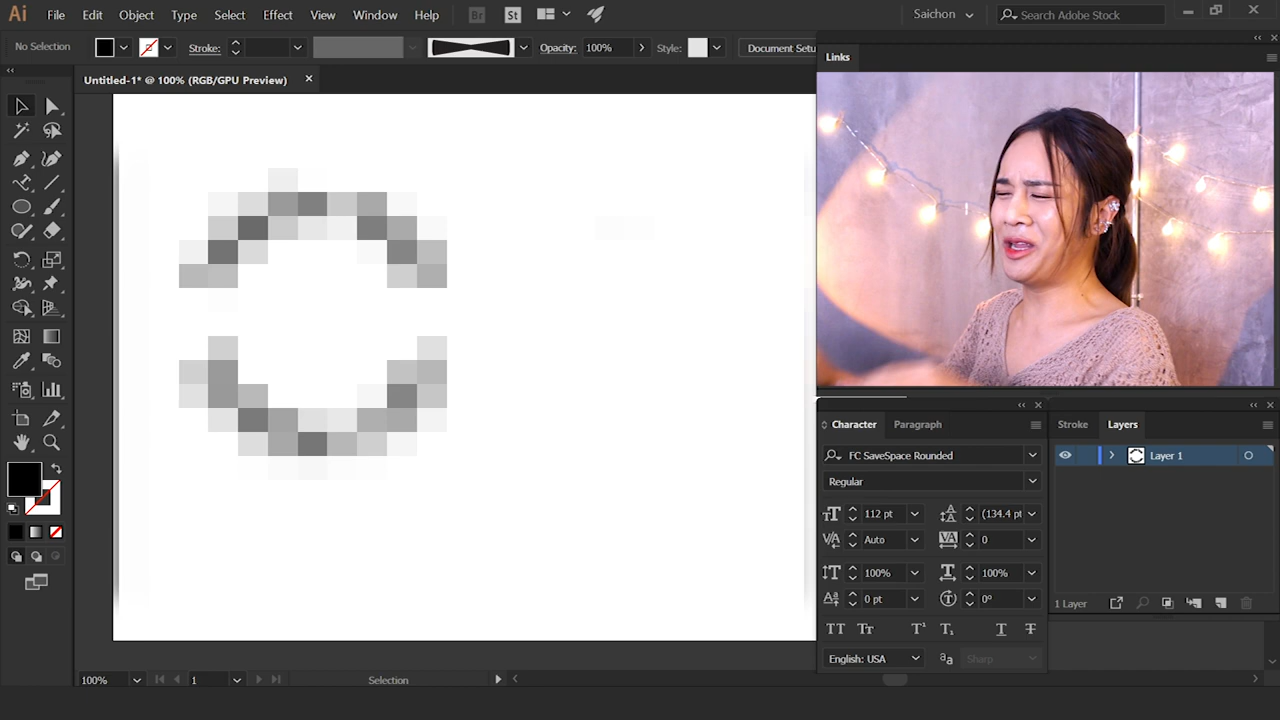 Ai File Edit Object Type Select Effect View Window Help Br St Saichon Search Adobe Stock
No Selection Stroke: Opacity: 100% Style: Document Setu
Untitled-1* @ 100% (RGB/GPU Preview)
Links
Character Paragraph
Stroke Layers
FC SaveSpace Rounded
Layer 1
Regular
112 pt (134.4 pt
Auto 0
100% 100%
0 pt 0°
1 Layer
TT Tr T¹ T₁ T T
English: USA aa Sharp
100% 1 Selection